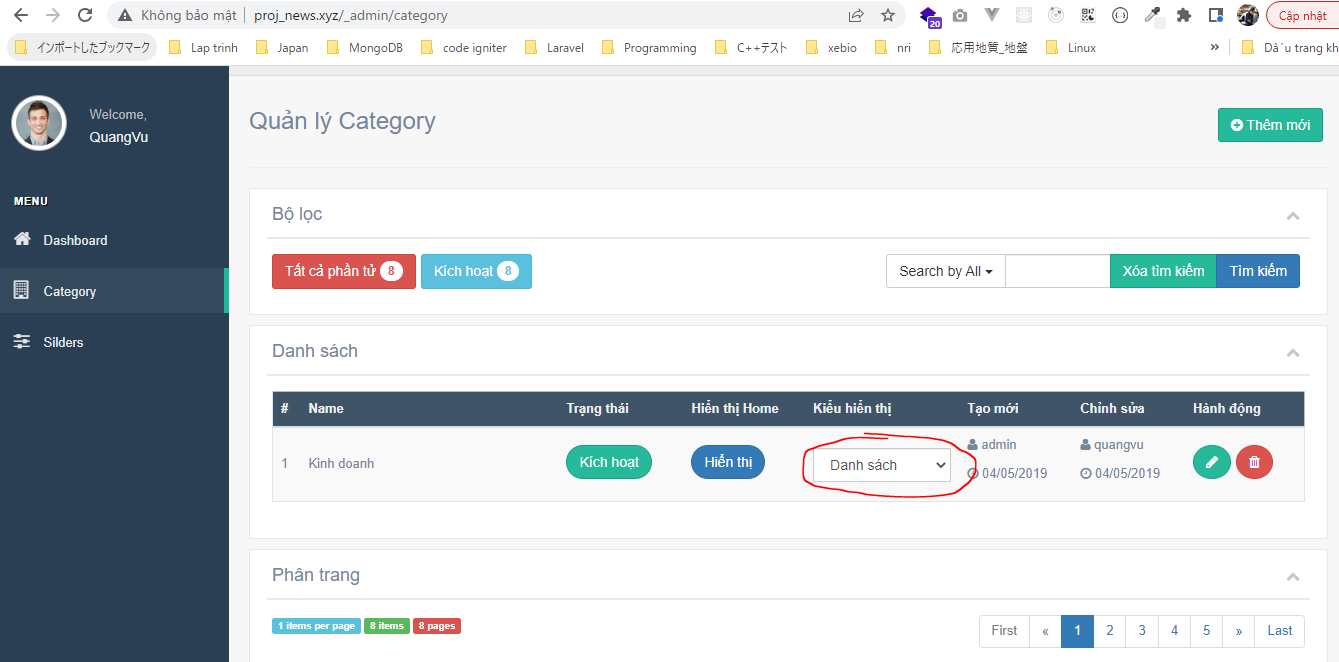 Không bảo mật proj_news.xyz/_admin/category 20 Cập nhật
インポートしたブックマーク Lap trinh Japan MongoDB code igniter Laravel Programming C++テスト xebio nri 応用地質_地盤 Linux » Dấu trang kh
Welcome,
QuangVu
MENU
Dashboard
Category
Silders
Quản lý Category
Thêm mới
Bộ lọc
Tất cả phần tử 8 Kích hoạt 8 Search by All Xóa tìm kiếm Tìm kiếm
Danh sách
# Name Trạng thái Hiển thị Home Kiểu hiển thị Tạo mới Chỉnh sửa Hành động
1 Kinh doanh Kích hoạt Hiển thị Danh sách admin quangvu
04/05/2019 04/05/2019
Phân trang
1 items per page 8 items 8 pages
First « 1 2 3 4 5 » Last